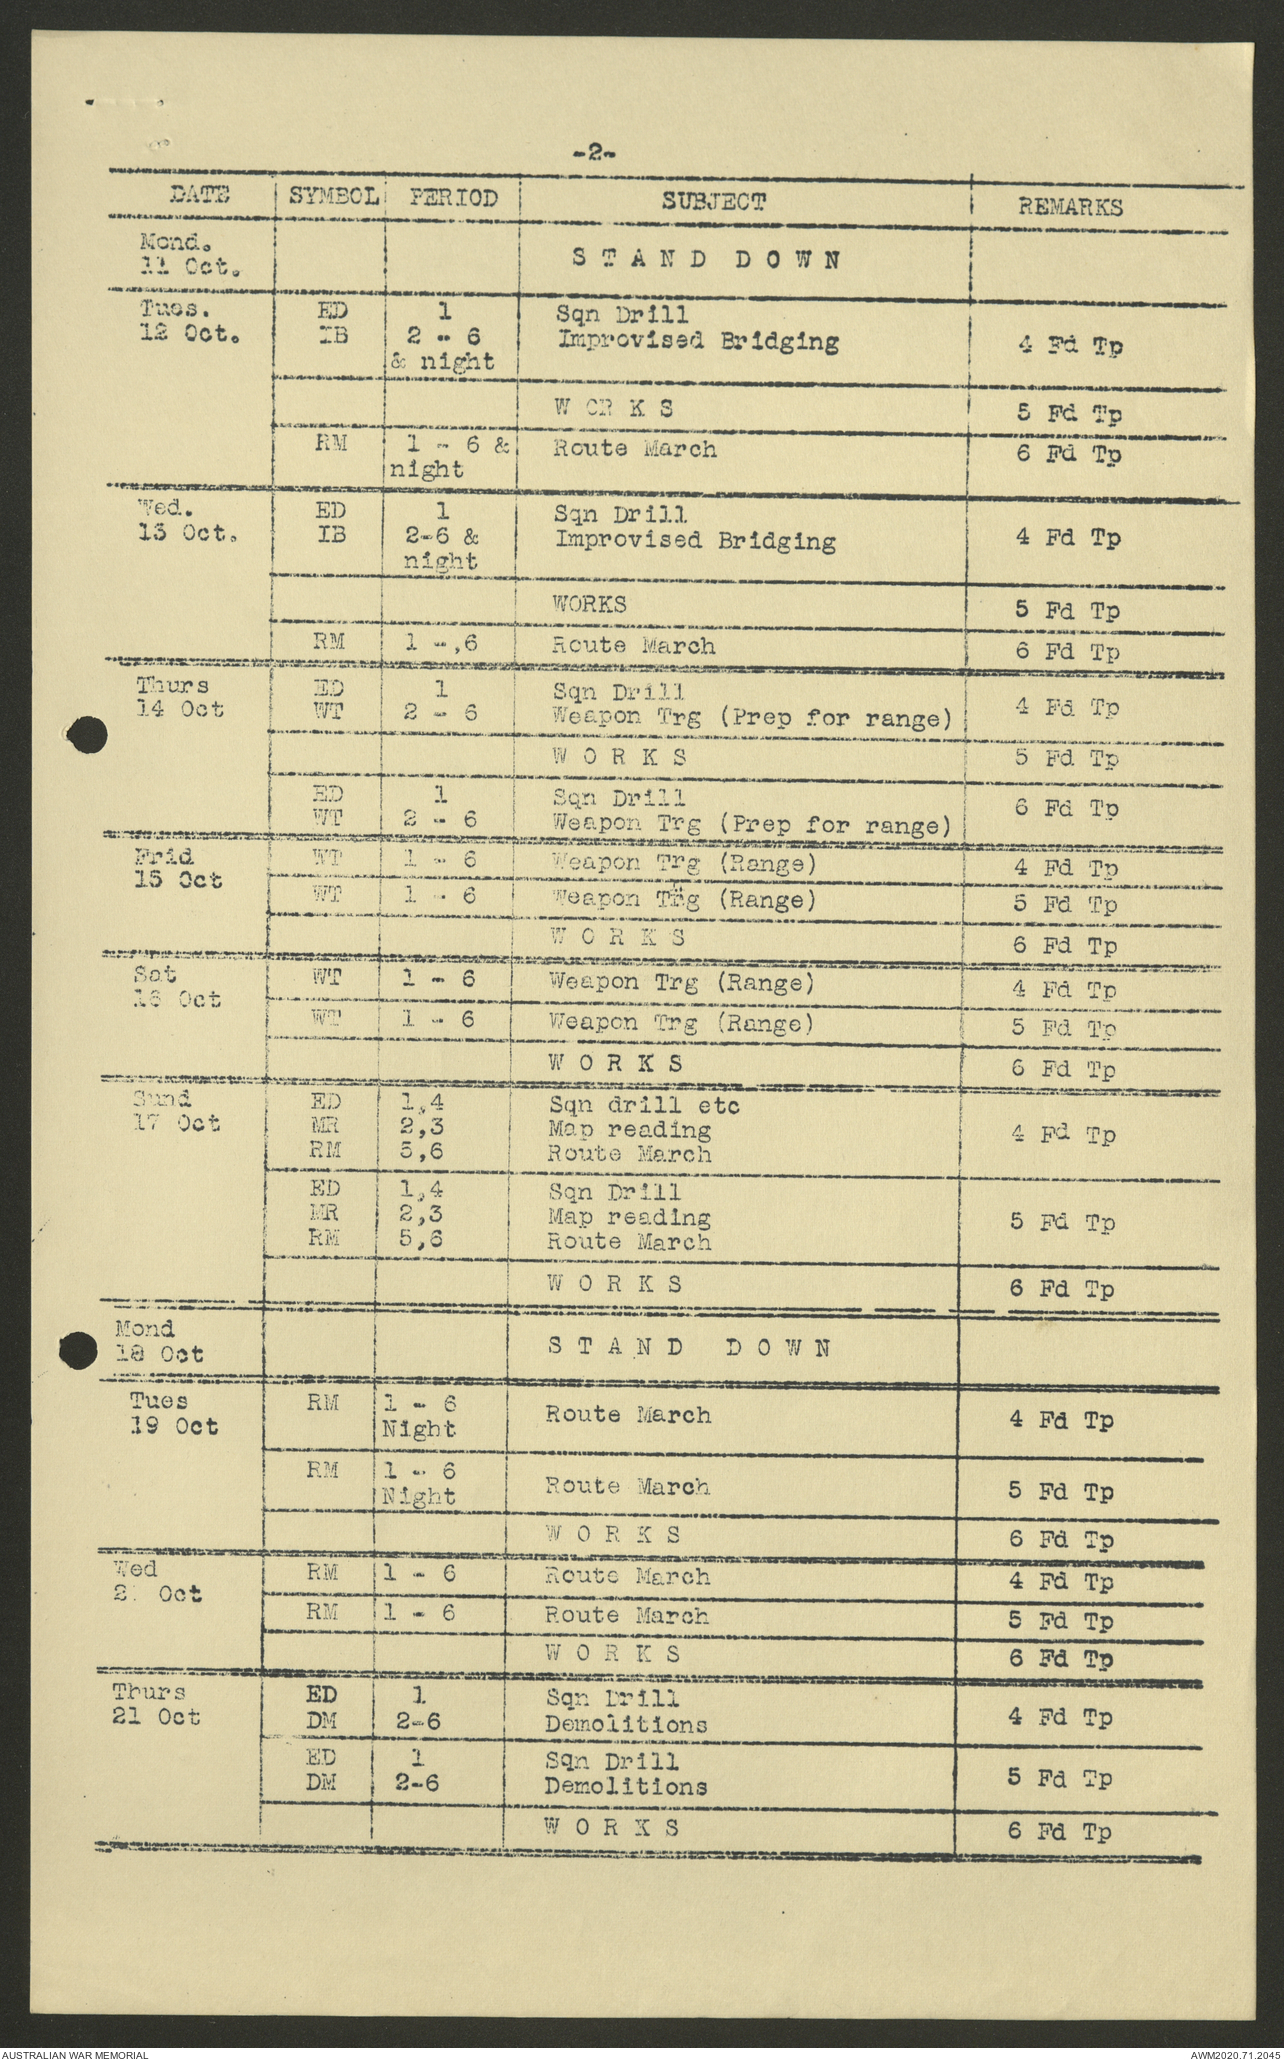 -2-
DATE SYMBOL PERIOD SUBJECT REMARKS
Mond.
11 Oct. S T A N D D O W N
Tues. ED 1 Sqn Drill
12 Oct. IB 2 - 6 Improvised Bridging 4 Fd Tp
& night
W OR K S 5 Fd Tp
RM 1 - 6 & Route March 6 Fd Tp
night
Wed. ED 1 Sqn Drill
13 Oct. IB 2-6 & Improvised Bridging 4 Fd Tp
night
WORKS 5 Fd Tp
RM 1 -,6 Route March 6 Fd Tp
Thurs ED 1 Sqn Drill
14 Oct WT 2 - 6 Weapon Trg (Prep for range) 4 Fd Tp
W O R K S 5 Fd Tp
ED 1 Sqn Drill 6 Fd Tp
WT 2 - 6 Weapon Trg (Prep for range)
Frid WT 1 - 6 Weapon Trg (Range) 4 Fd Tp
15 Oct
WT 1 - 6 Weapon Trg (Range) 5 Fd Tp
W O R K S 6 Fd Tp
Sat WT 1 - 6 Weapon Trg (Range) 4 Fd Tp
16 Oct
WT 1 - 6 Weapon Trg (Range) 5 Fd Tp
W O R K S 6 Fd Tp
Sund ED 1,4 Sqn drill etc
17 Oct MR 2,3 Map reading 4 Fd Tp
RM 5,6 Route March
ED 1,4 Sqn Drill
MR 2,3 Map reading 5 Fd Tp
RM 5,6 Route March
W O R K S 6 Fd Tp
Mond
18 Oct S T A N D D O W N
Tues RM 1 - 6 Route March 4 Fd Tp
19 Oct Night
RM 1 - 6 Route March 5 Fd Tp
Night
W O R K S 6 Fd Tp
Wed RM 1 - 6 Route March 4 Fd Tp
Oct
RM 1 - 6 Route March 5 Fd Tp
W O R K S 6 Fd Tp
Thurs ED 1 Sqn Drill
21 Oct DM 2-6 Demolitions 4 Fd Tp
ED 1 Sqn Drill
DM 2-6 Demolitions 5 Fd Tp
W O R K S 6 Fd Tp
AUSTRALIAN WAR MEMORIAL AWM2020.71.2045